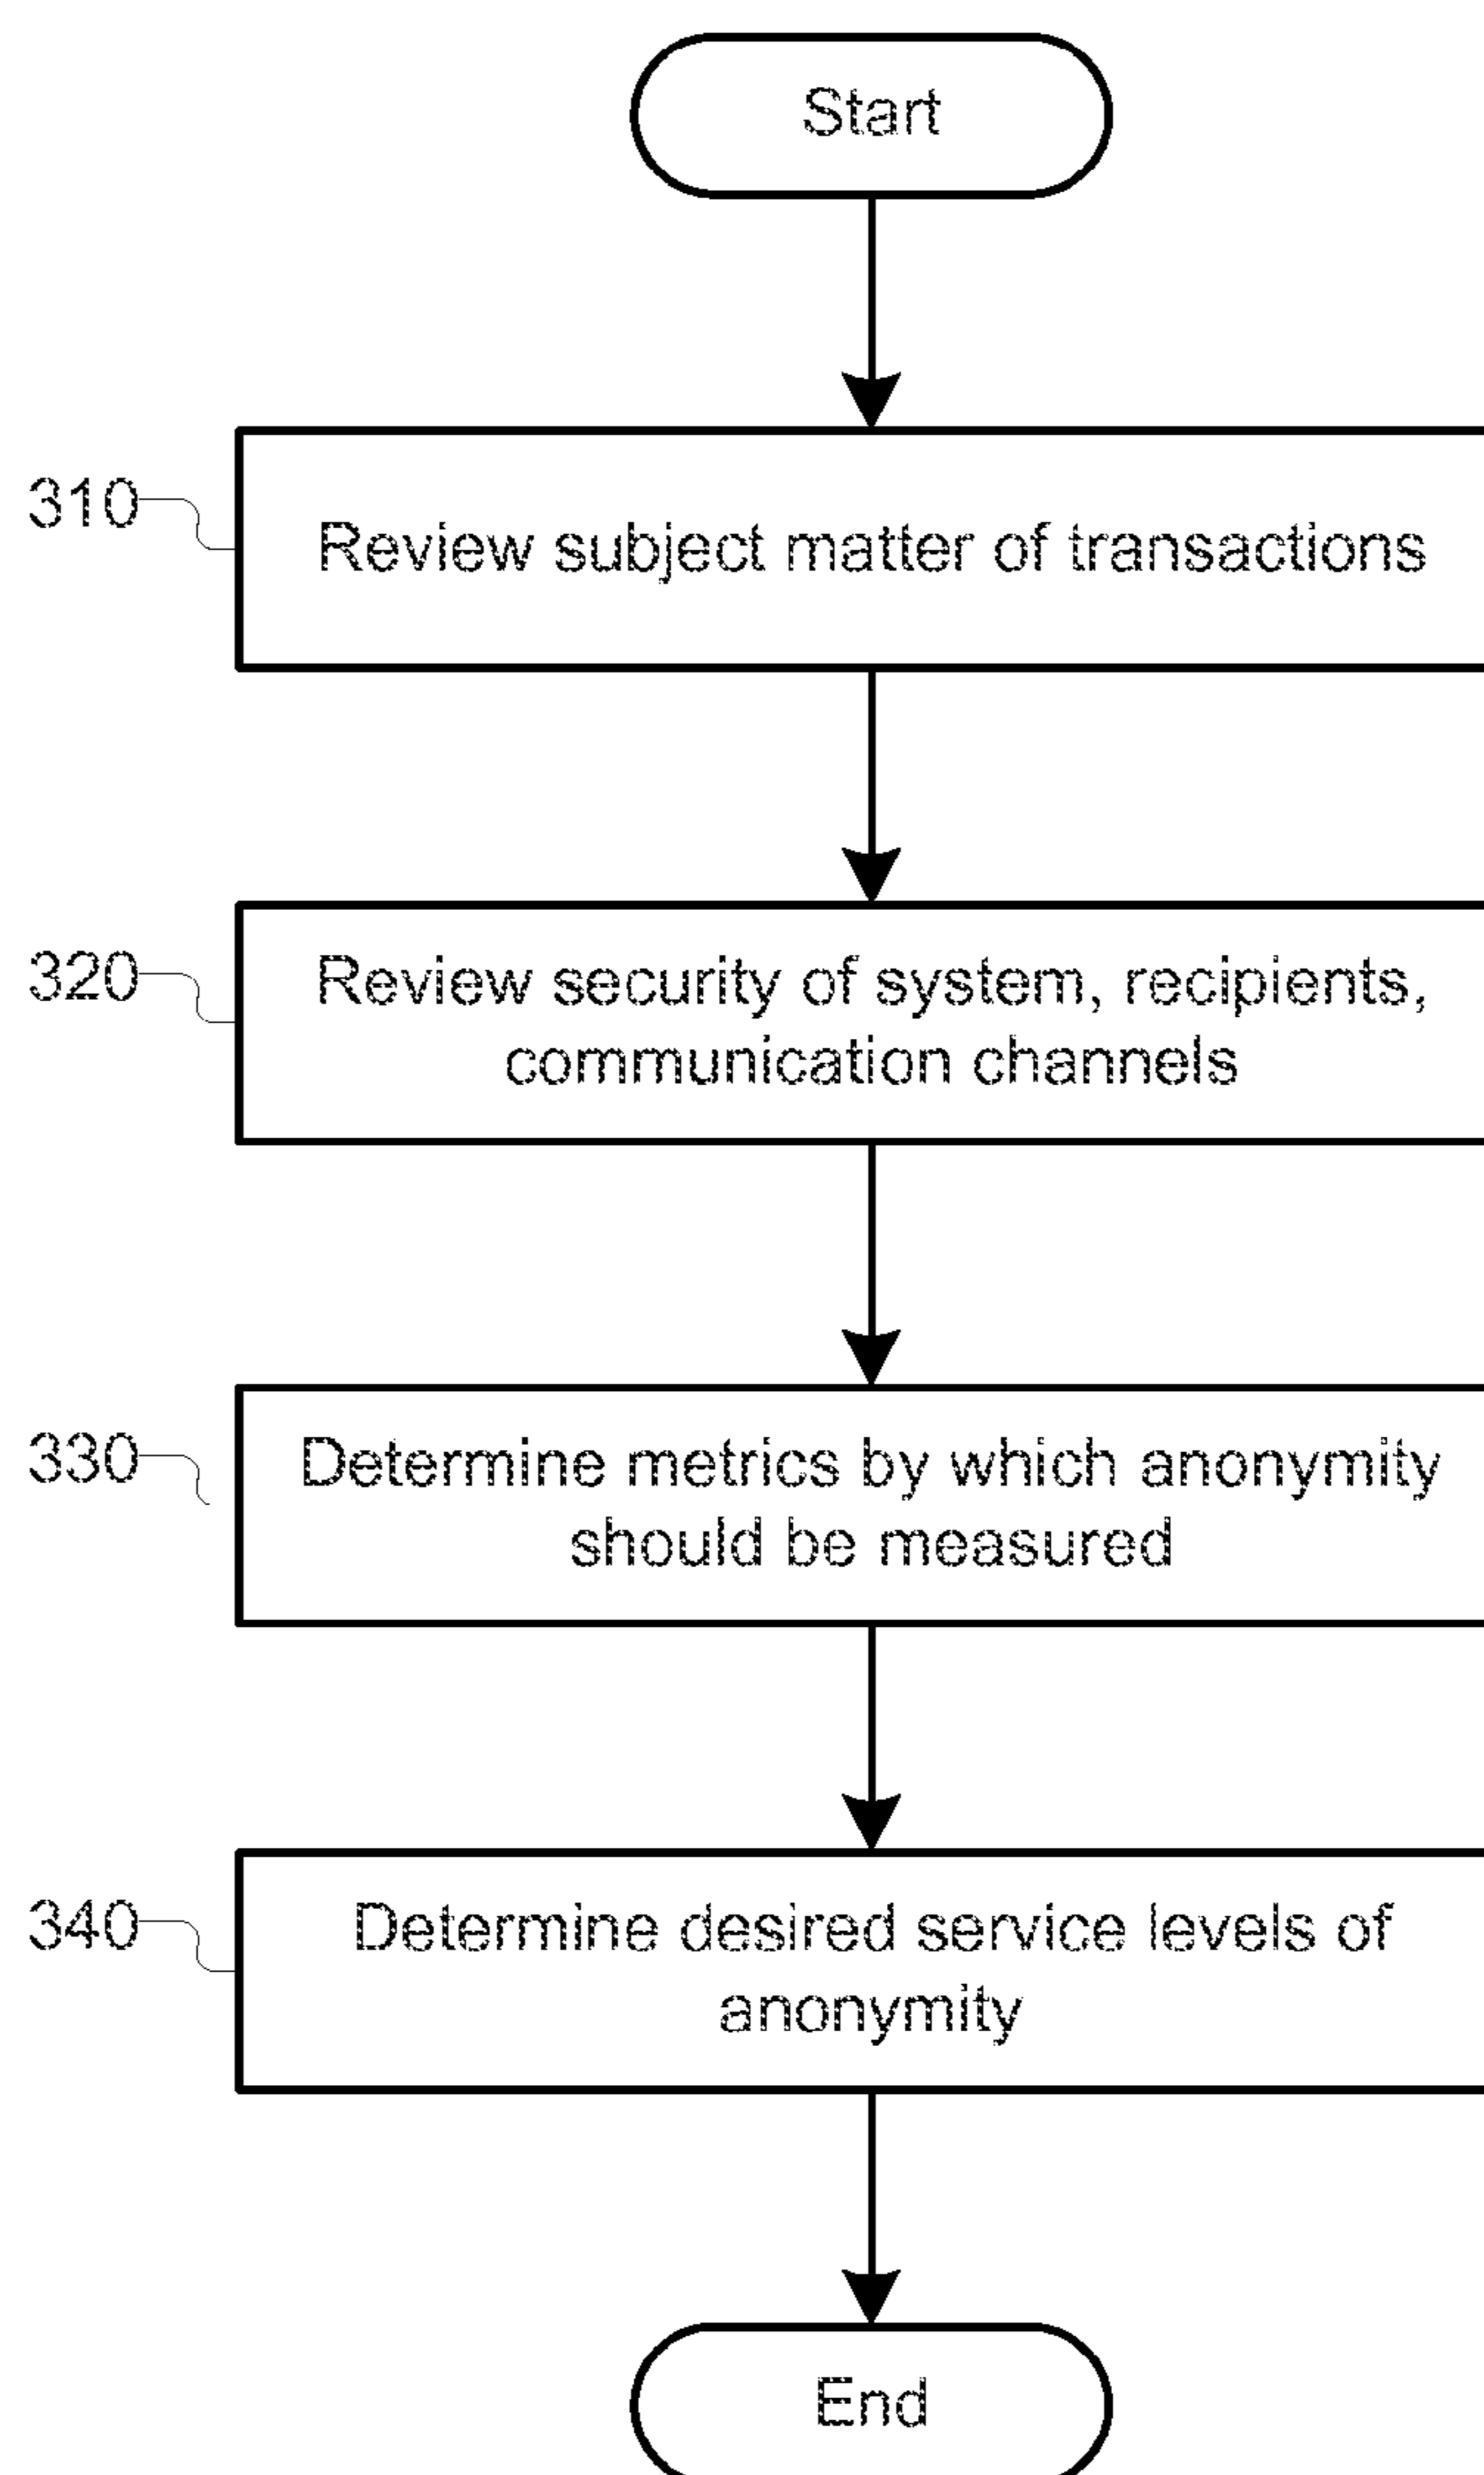 Start
310
Review subject matter of transactions
320
Review security of system, recipients,
communication channels
330
Determine metrics by which anonymity
should be measured
340
Determine desired service levels of
anonymity
End